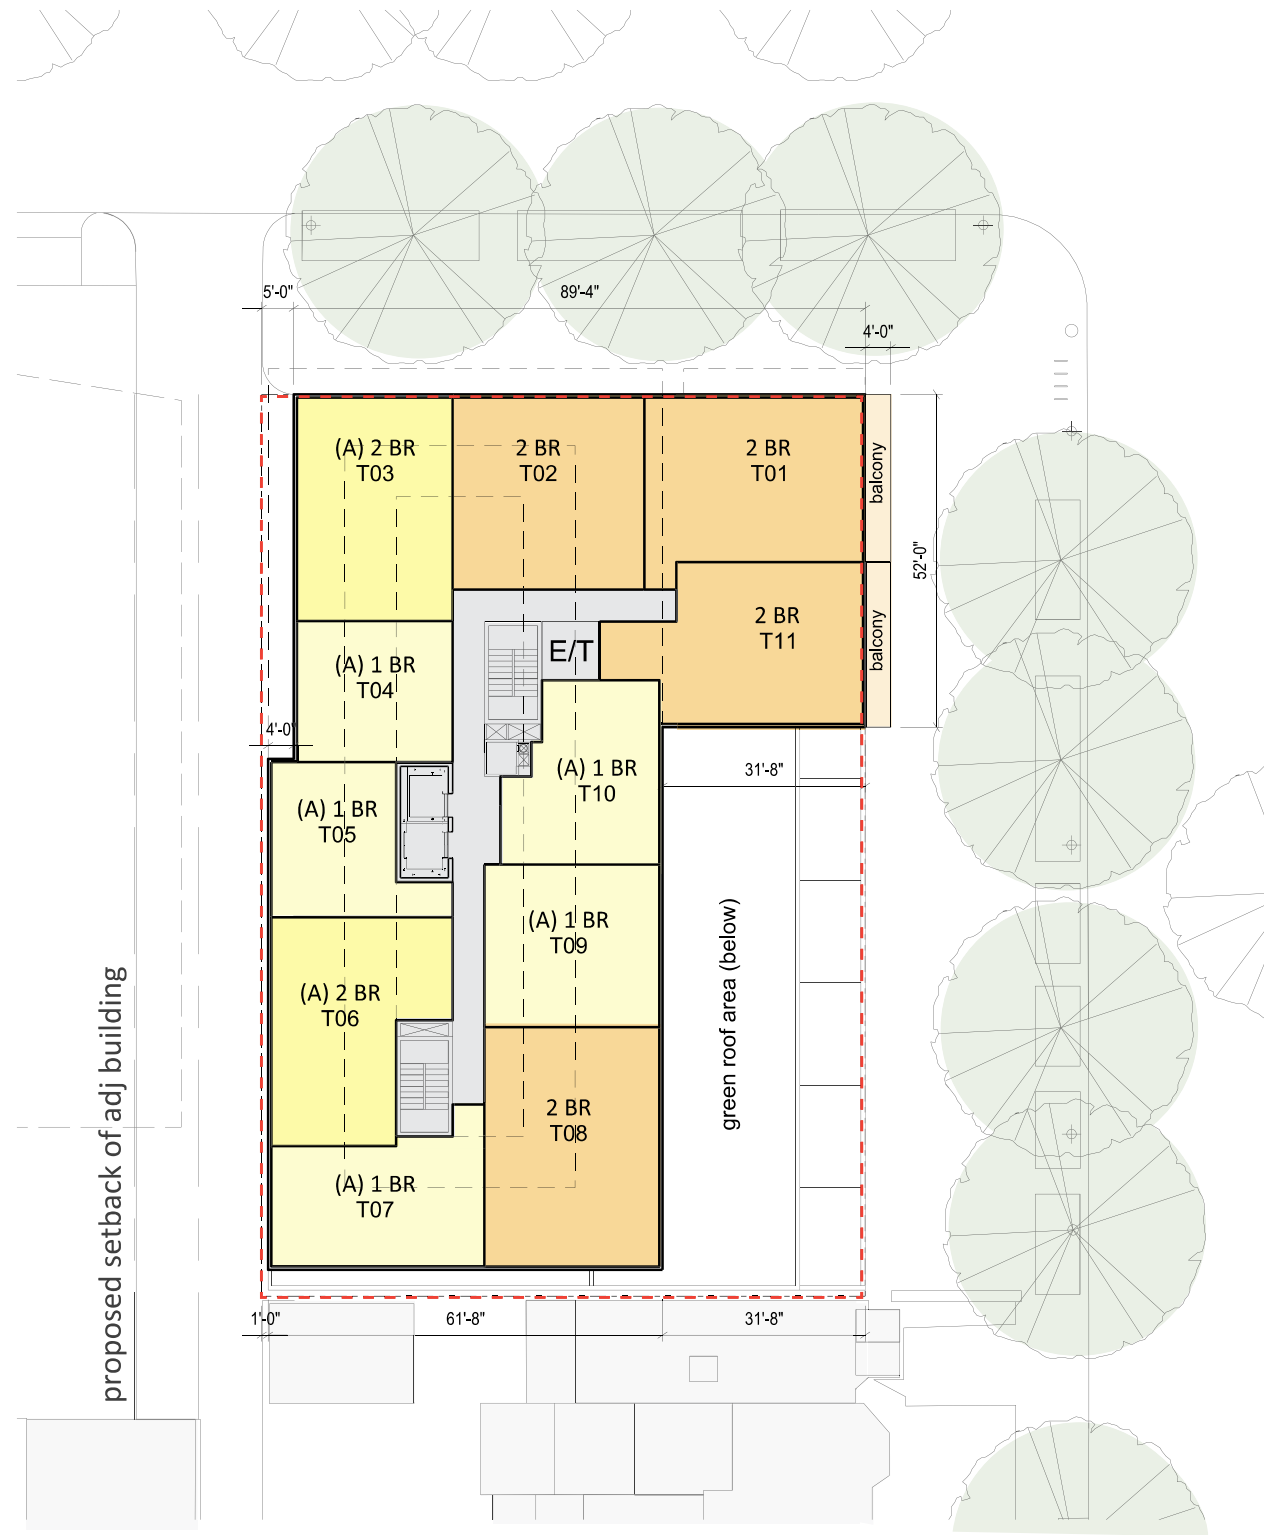 5'-0"
89'-4"
4'-0"
(A) 2 BR
T03
2 BR
T02
2 BR
T01
balcony
52'-0"
2 BR
T11
balcony
E/T
(A) 1 BR
T04
4'-0"
(A) 1 BR
T10
31'-8"
(A) 1 BR
T05
(A) 1 BR
T09
green roof area (below)
(A) 2 BR
T06
2 BR
T08
(A) 1 BR
T07
proposed setback of adj building
1'-0"
61'-8"
31'-8"